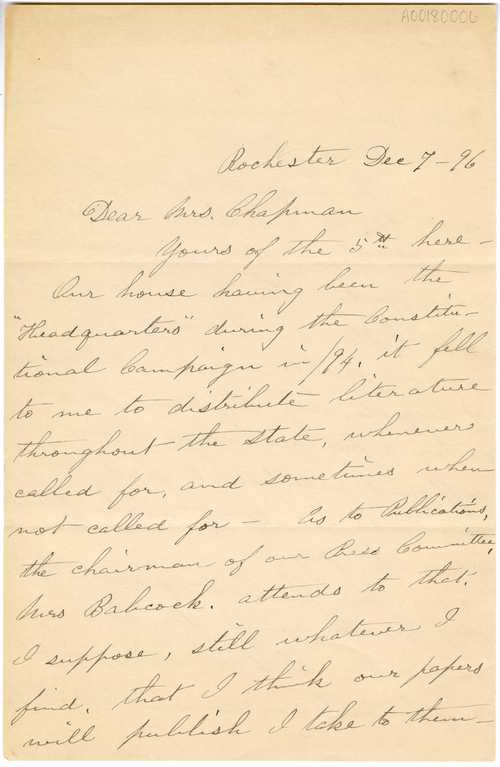 A00180006
Rochester Dec 7-96
Dear Mrs. Chapman
Yours of the 5th here -
Our house having been the
"Headquarters" during the Constitu-
tional Campaign in /94, it fell
to me to distribute literature
throughout the State, whenever
called for, and sometimes when
not called for - As to Publications,
the chairman of our Press Committee,
Mrs Babcock. attends to that.
I suppose, still whatever I
find, that I think our papers
will publish I take to them -